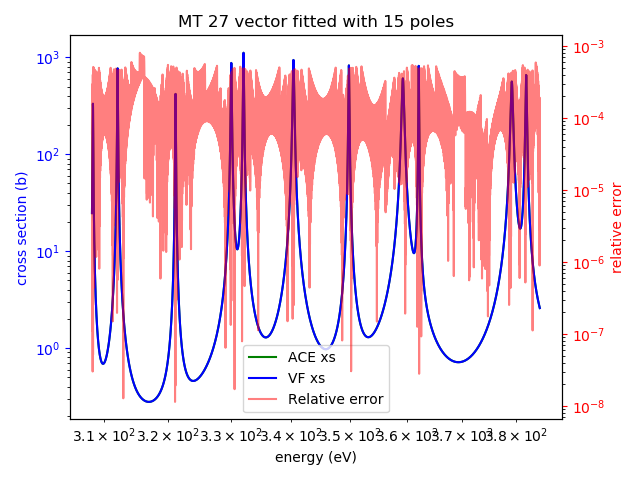 MT 27 vector fitted with 15 poles
cross section (b)
10³
10²
10¹
10⁰
10⁻³
10⁻⁴
10⁻⁵
10⁻⁶
10⁻⁷
10⁻⁸
relative error
ACE xs
VF xs
Relative error
3.1 × 10² 3.2 × 10² 3.3 × 10² 3.4 × 10² 3.5 × 10² 3.6 × 10² 3.7 × 10² 3.8 × 10²
energy (eV)